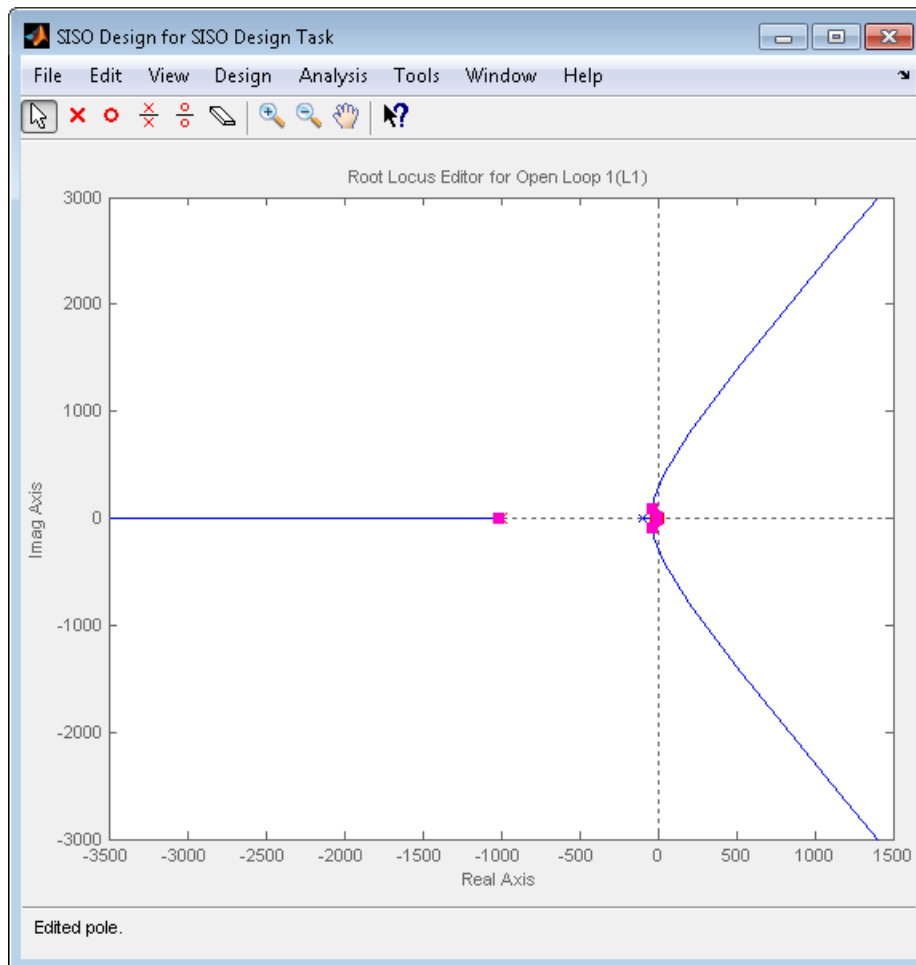 SISO Design for SISO Design Task
File Edit View Design Analysis Tools Window Help
Root Locus Editor for Open Loop 1(L1)
3000
2000
1000
0
-1000
-2000
-3000
Imag Axis
-3500 -3000 -2500 -2000 -1500 -1000 -500 0 500 1000 1500
Real Axis
Edited pole.